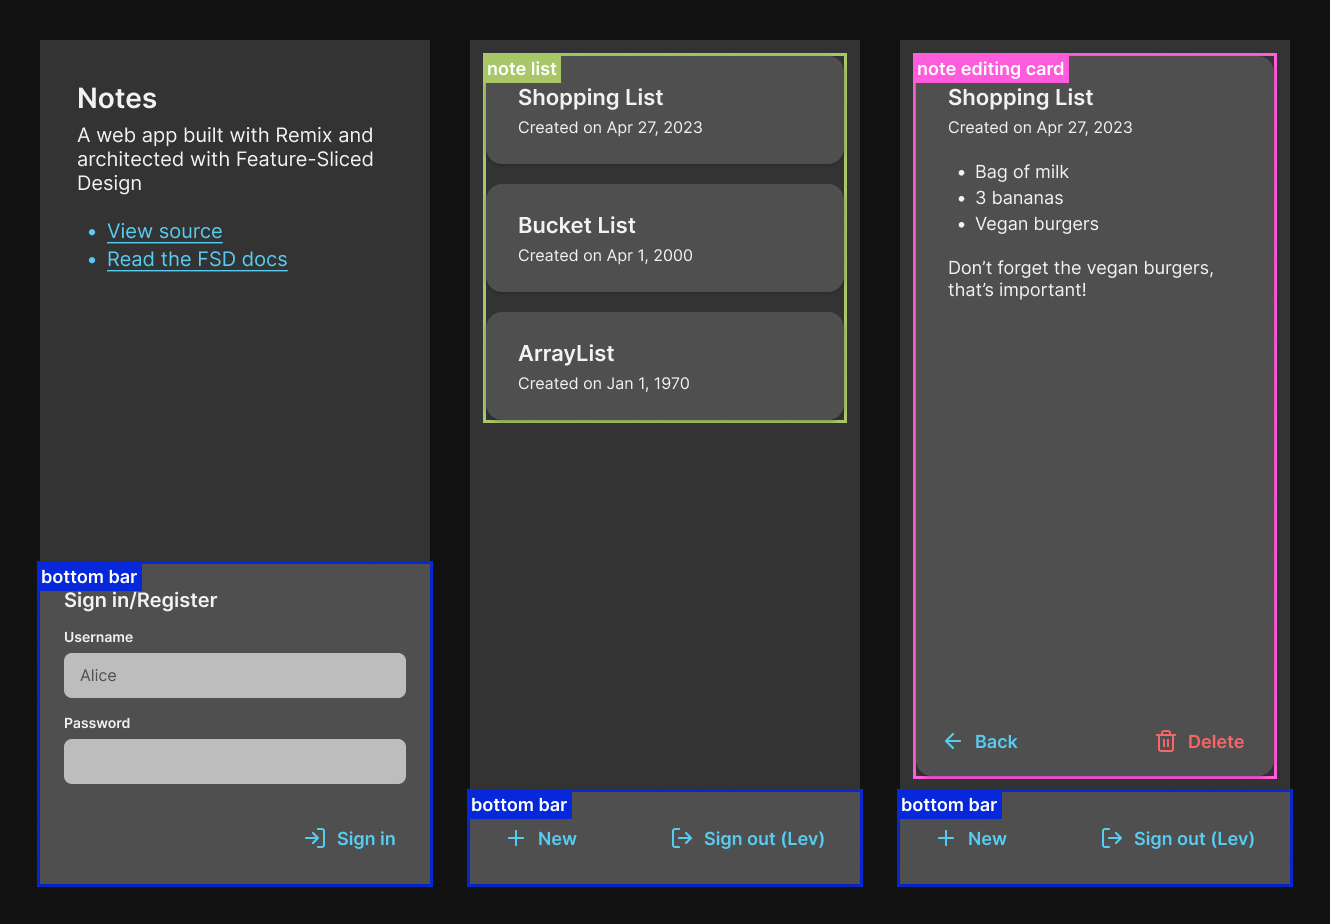 Notes
A web app built with Remix and
architected with Feature-Sliced
Design
• View source
• Read the FSD docs
bottom bar
Sign in/Register
Username
Alice
Password
Sign in
note list
Shopping List
Created on Apr 27, 2023
Bucket List
Created on Apr 1, 2000
ArrayList
Created on Jan 1, 1970
bottom bar
New
Sign out (Lev)
note editing card
Shopping List
Created on Apr 27, 2023
• Bag of milk
• 3 bananas
• Vegan burgers
Don’t forget the vegan burgers,
that’s important!
Back
Delete
bottom bar
New
Sign out (Lev)